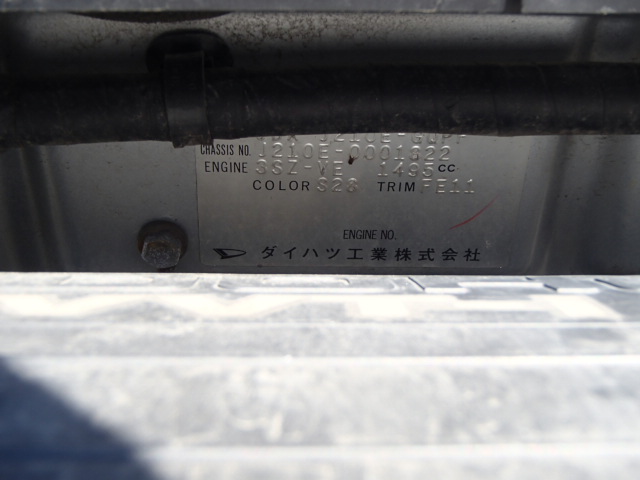 CHASSIS NO. J210E-0001322
ENGINE 3SZ-VE 1495 CC
COLOR S28 TRIM FE11
ENGINE NO.
ダイハツ工業株式会社